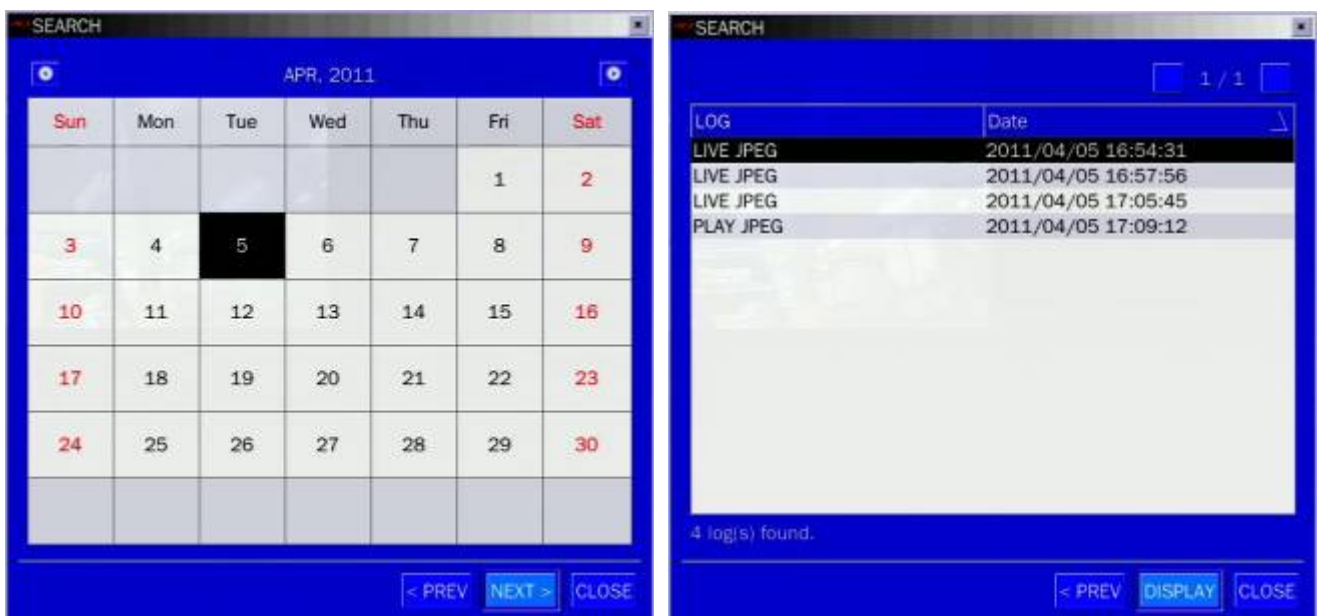 SEARCH
APR, 2011
Sun Mon Tue Wed Thu Fri Sat
1 2
3 4 5 6 7 8 9
10 11 12 13 14 15 16
17 18 19 20 21 22 23
24 25 26 27 28 29 30
< PREV NEXT > CLOSE
SEARCH
1 / 1
LOG Date
LIVE JPEG 2011/04/05 16:54:31
LIVE JPEG 2011/04/05 16:57:56
LIVE JPEG 2011/04/05 17:05:45
PLAY JPEG 2011/04/05 17:09:12
4 log(s) found.
< PREV DISPLAY CLOSE